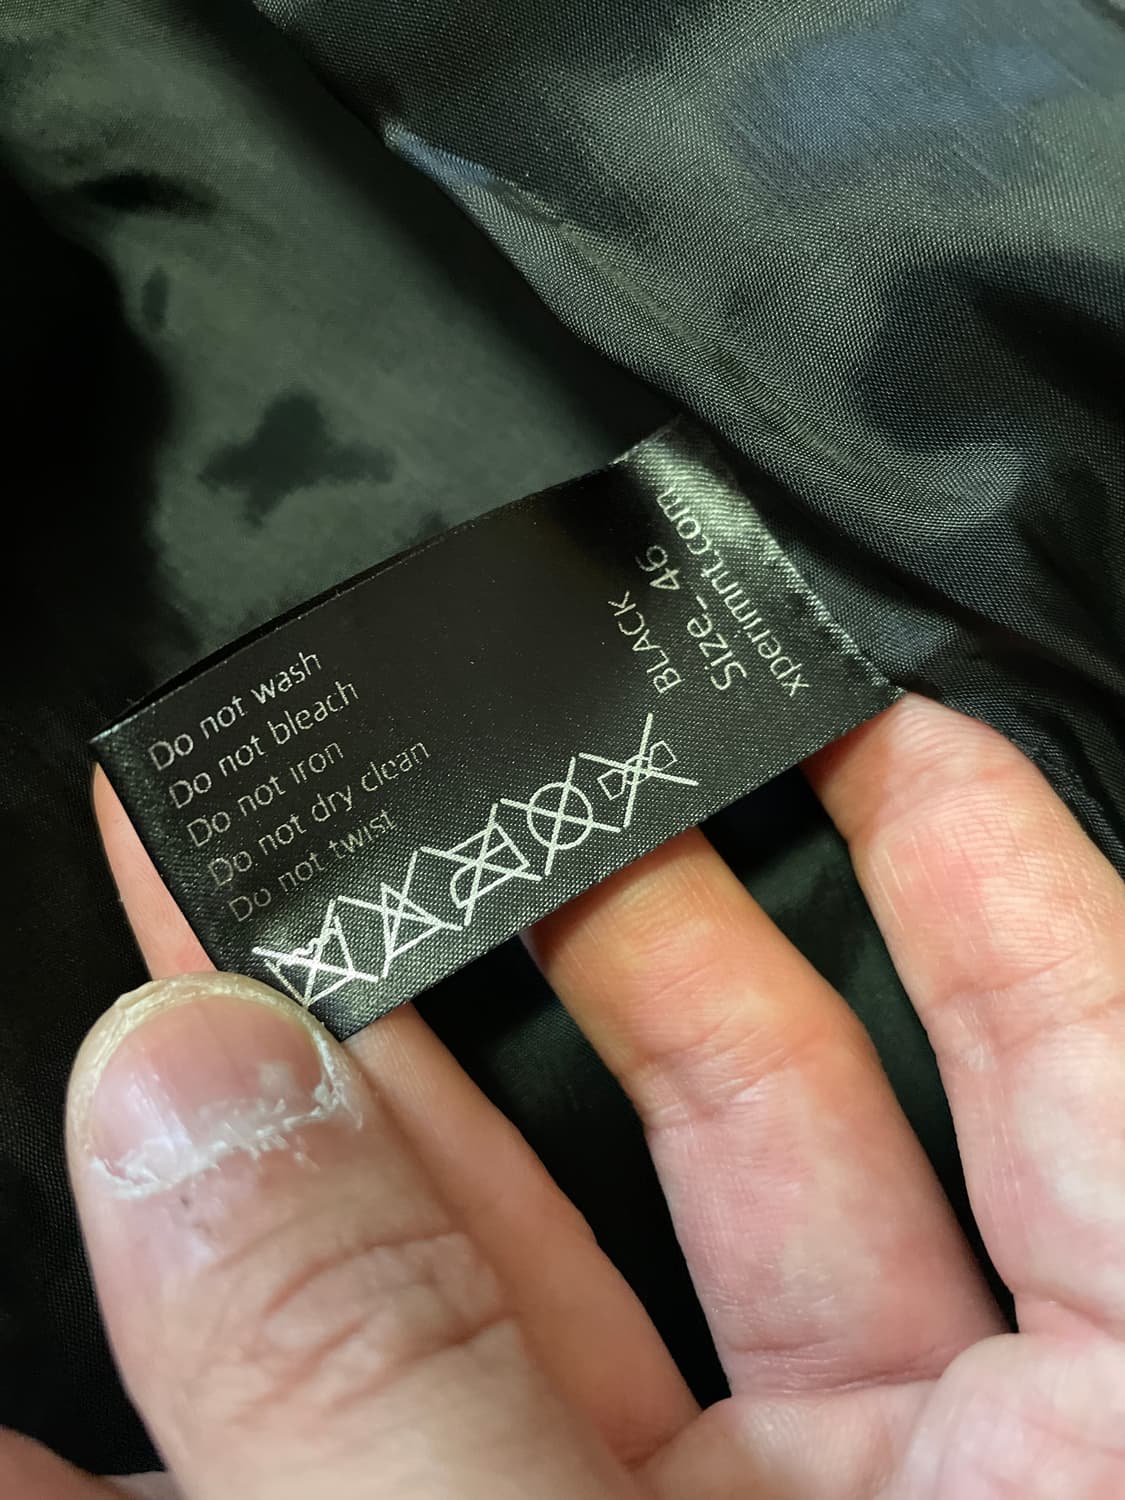 Do not wash
Do not bleach
Do not iron
Do not dry clean
Do not twist
BLACK
Size_ 46
xperimnt.com